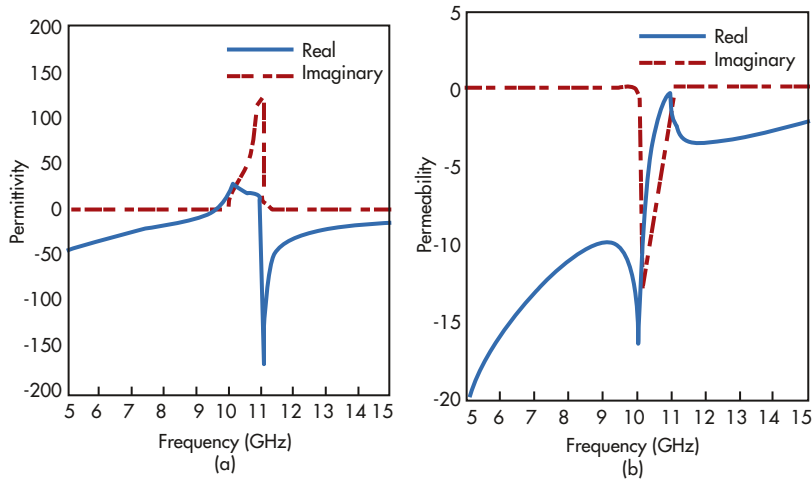 200
150
100
50
0
-50
-100
-150
-200
Permittivity
Real
Imaginary
5 6 7 8 9 10 11 12 13 14 15
Frequency (GHz)
(a)
5
0
-5
-10
-15
-20
Permeability
Real
Imaginary
5 6 7 8 9 10 11 12 13 14 15
Frequency (GHz)
(b)